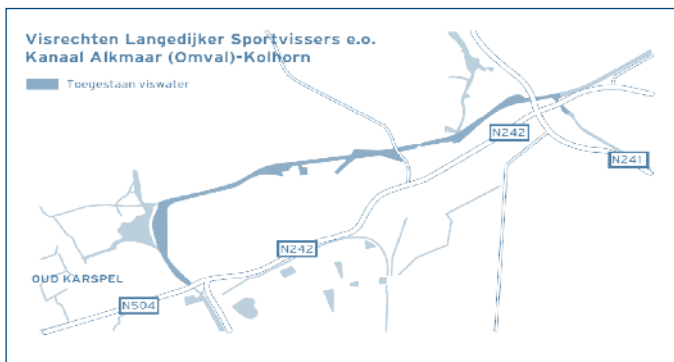 Visrechten Langedijker Sportvissers e.o.
Kanaal Alkmaar (Omval)-Kolhorn
Toegestaan viswater
N242
N241
N242
OUD KARSPEL
N504